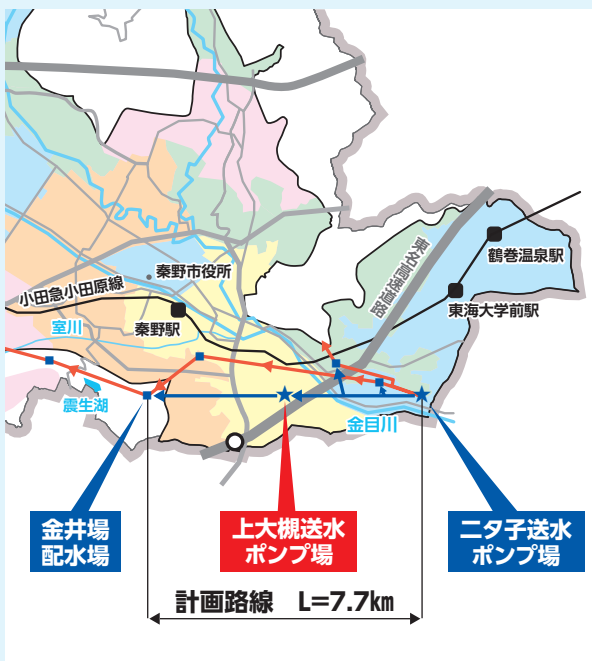 東名高速道路
鶴巻温泉駅
秦野市役所
小田急小田原線
東海大学前駅
室川
秦野駅
震生湖
金目川
金井場
配水場
上大槻送水
ポンプ場
二タ子送水
ポンプ場
計画路線 L=7.7km